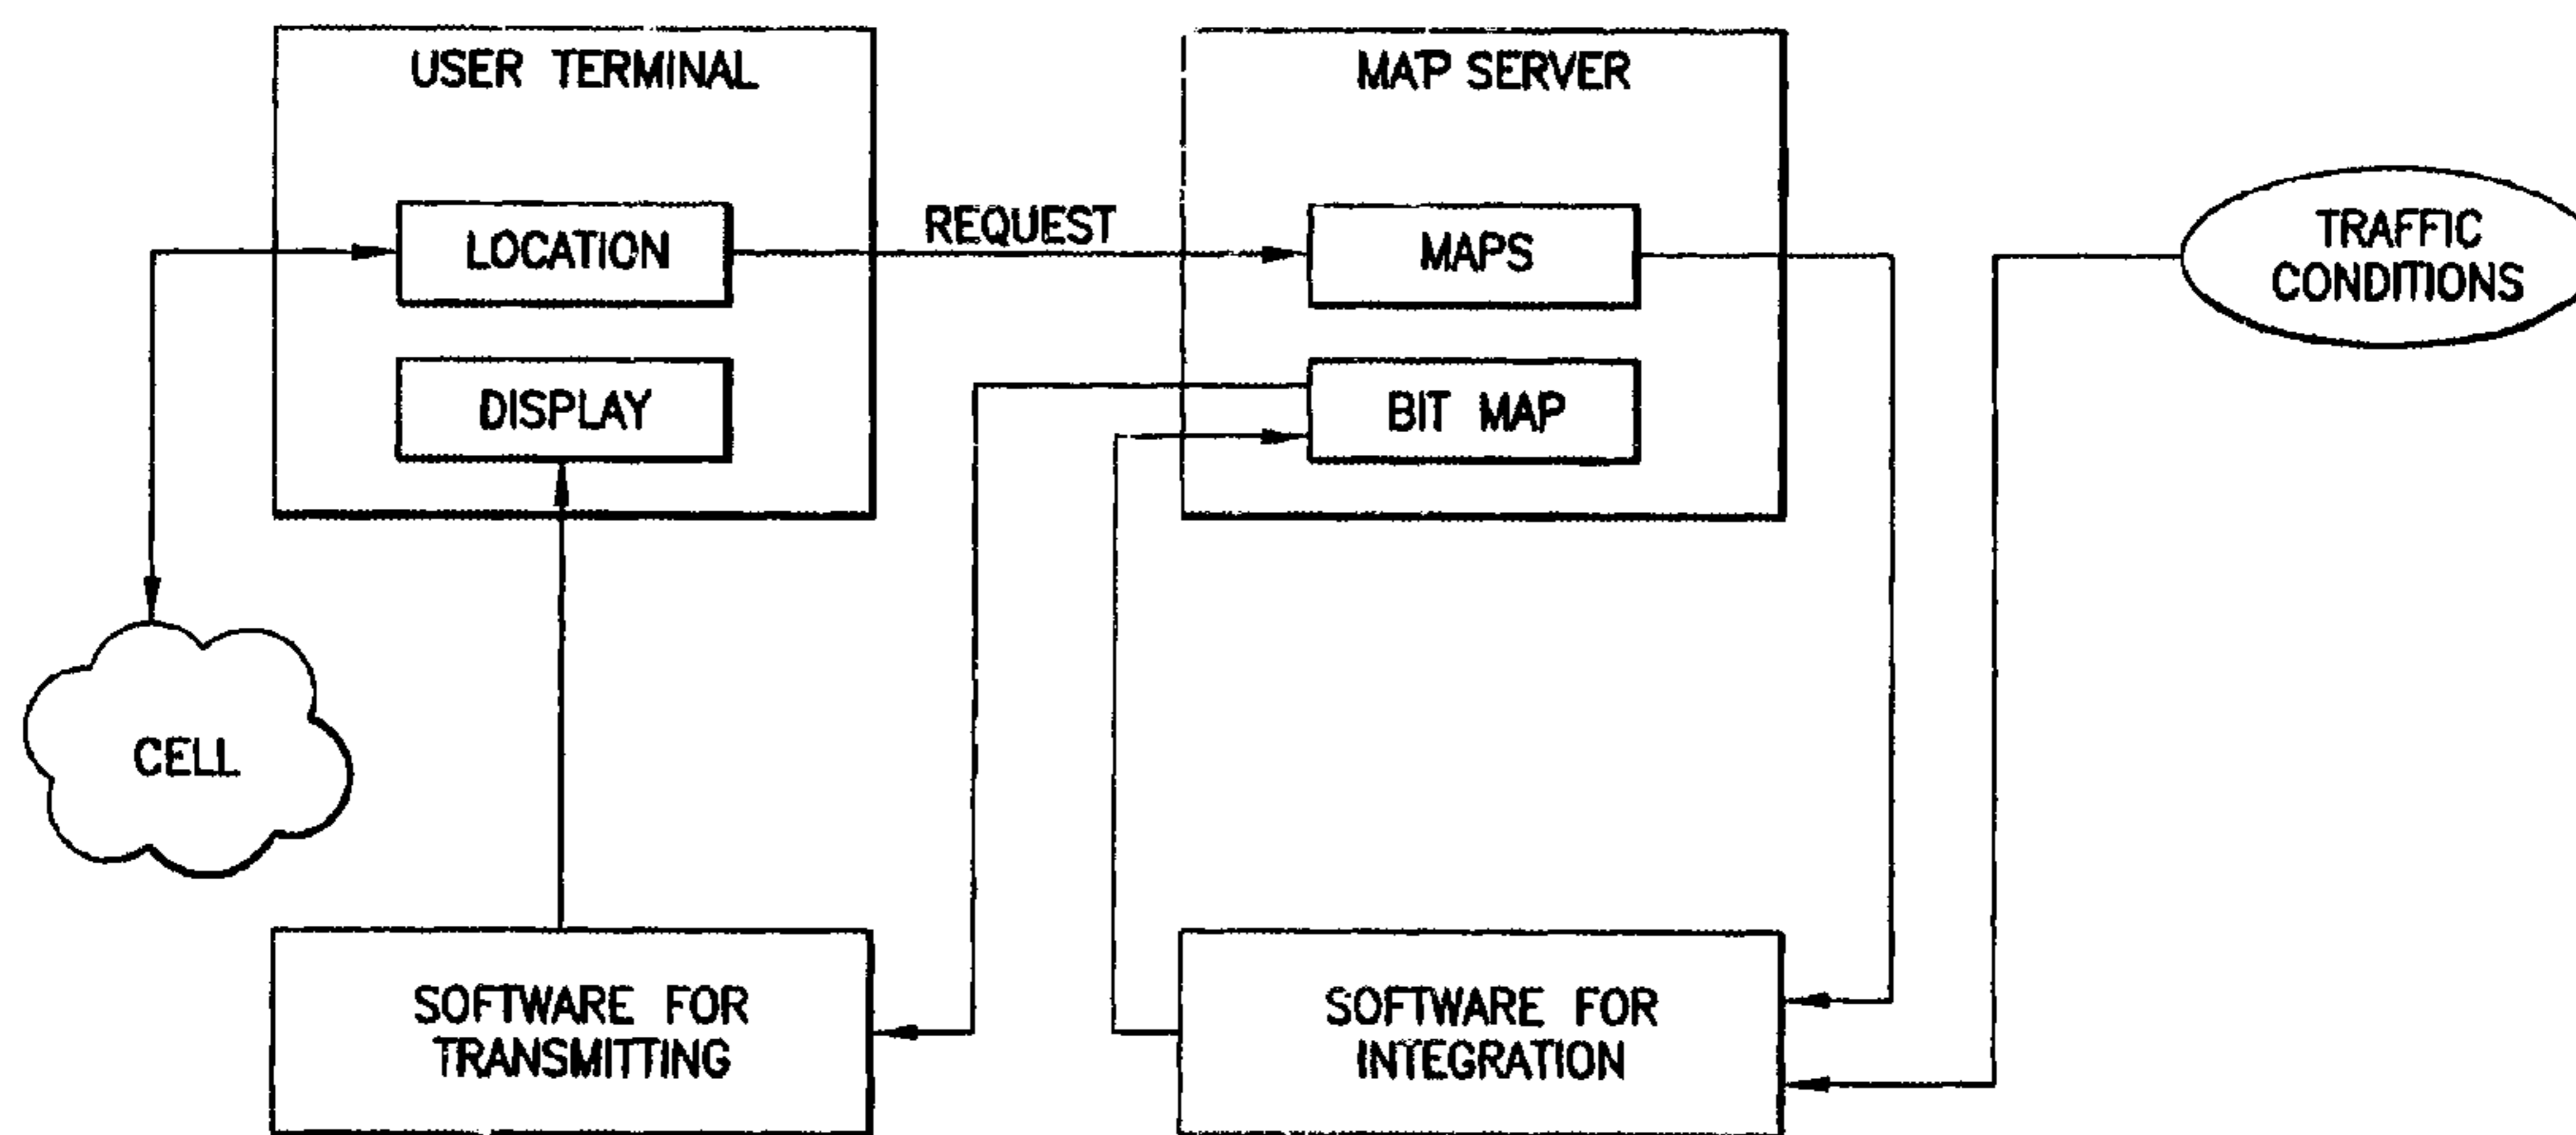 USER TERMINAL
MAP SERVER
LOCATION
REQUEST
MAPS
TRAFFIC
CONDITIONS
DISPLAY
BIT MAP
CELL
SOFTWARE FOR
TRANSMITTING
SOFTWARE FOR
INTEGRATION